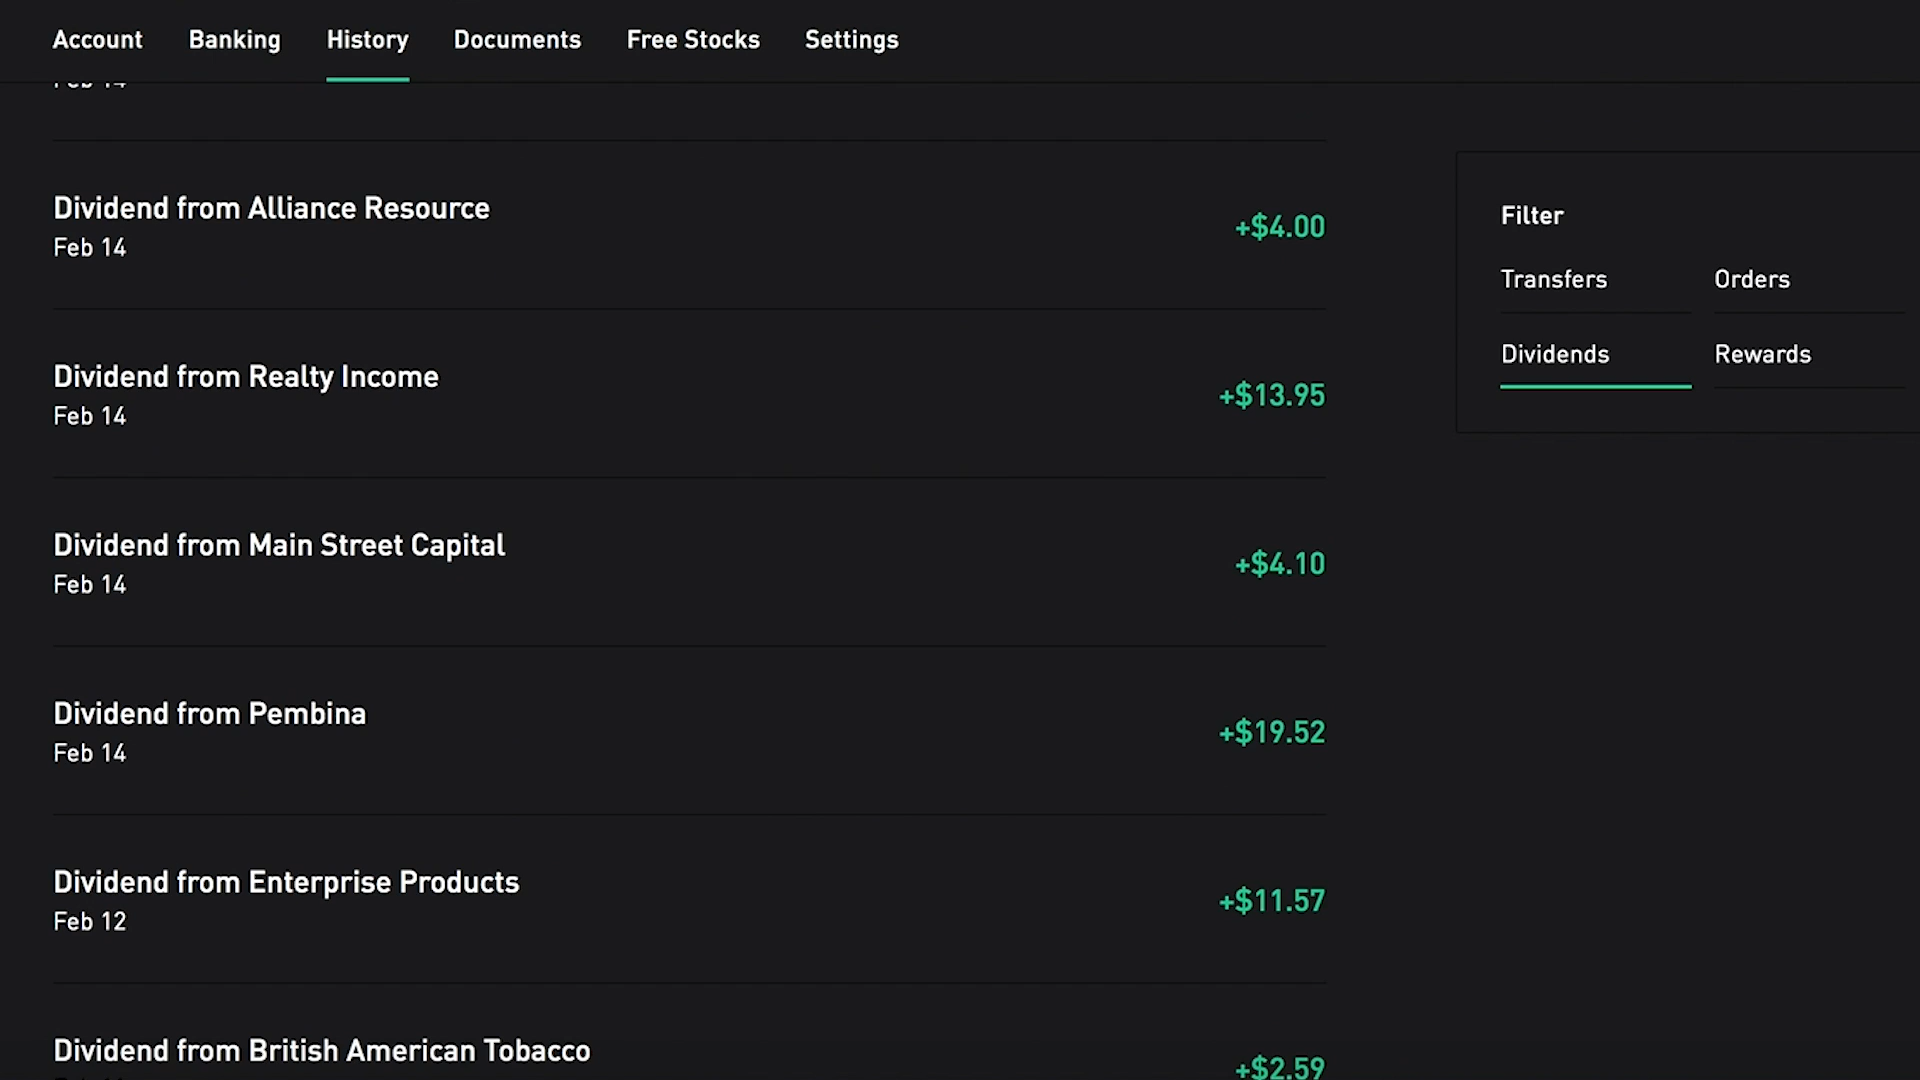 Account Banking History Documents Free Stocks Settings
Feb 14
Dividend from Alliance Resource
Feb 14
+$4.00
Dividend from Realty Income
Feb 14
+$13.95
Dividend from Main Street Capital
Feb 14
+$4.10
Dividend from Pembina
Feb 14
+$19.52
Dividend from Enterprise Products
Feb 12
+$11.57
Dividend from British American Tobacco
+$2.59
Filter
Transfers Orders
Dividends Rewards